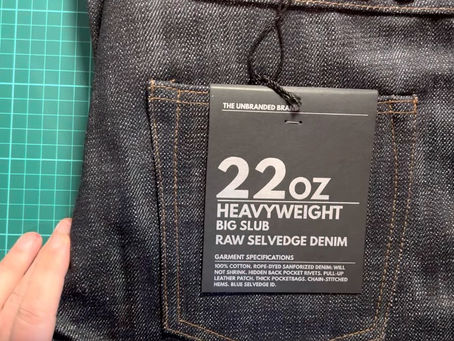 THE UNBRANDED BRAND
22OZ
HEAVYWEIGHT
BIG SLUB
RAW SELVEDGE DENIM
GARMENT SPECIFICATIONS
100% COTTON, ROPE-DYED SANFORIZED DENIM: WILL
NOT SHRINK. HIDDEN BACK POCKET RIVETS, PULL-UP
LEATHER PATCH. THICK POCKETBAGS. CHAIN-STITCHED
HEMS. BLUE SELVEDGE ID.